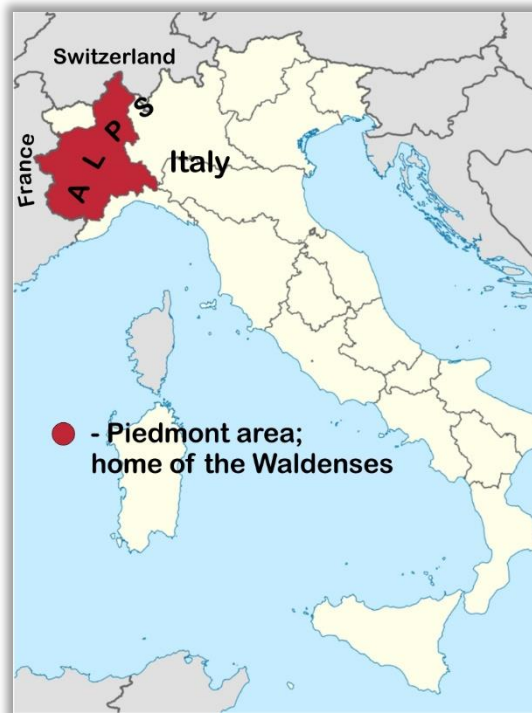 Switzerland
ALPS
France
Italy
- Piedmont area;
home of the Waldenses